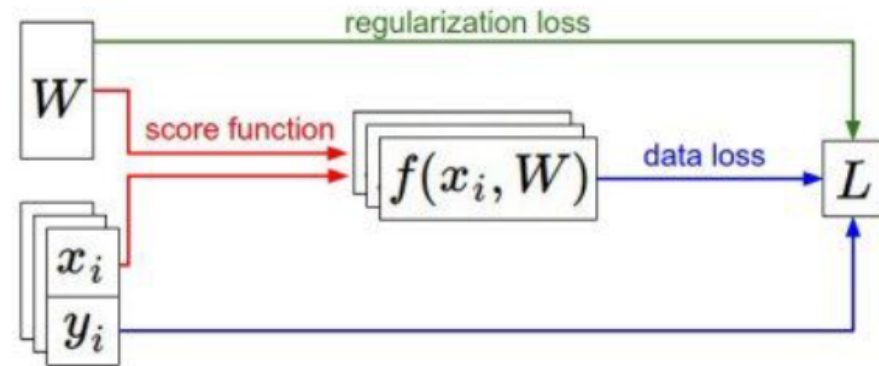 regularization loss
W
score function
f(x_i, W)
data loss
L
x_i
y_i